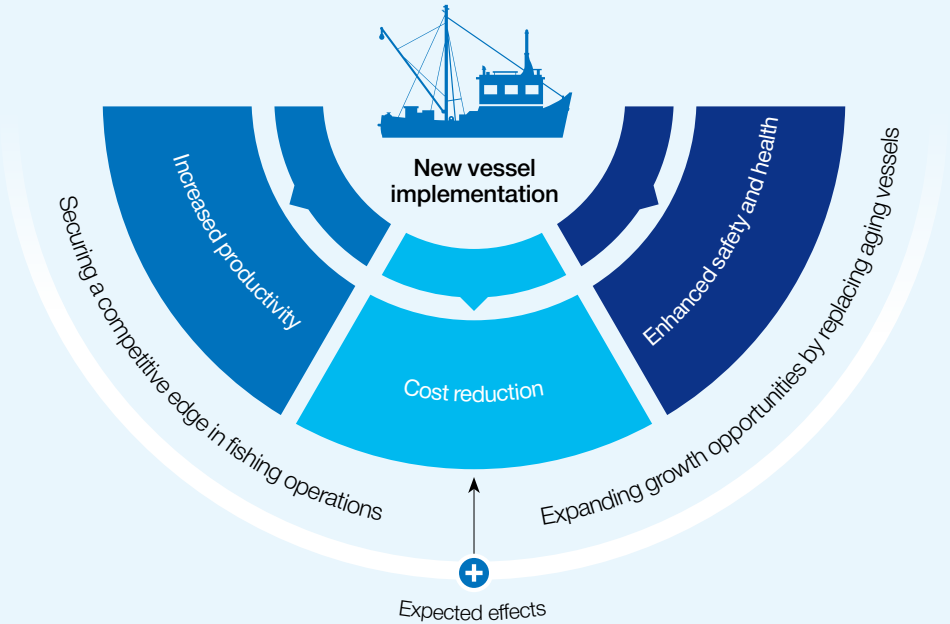 New vessel
implementation
Increased productivity
Cost reduction
Enhanced safety and health
Securing a competitive edge in fishing operations
Expanding growth opportunities by replacing aging vessels
Expected effects